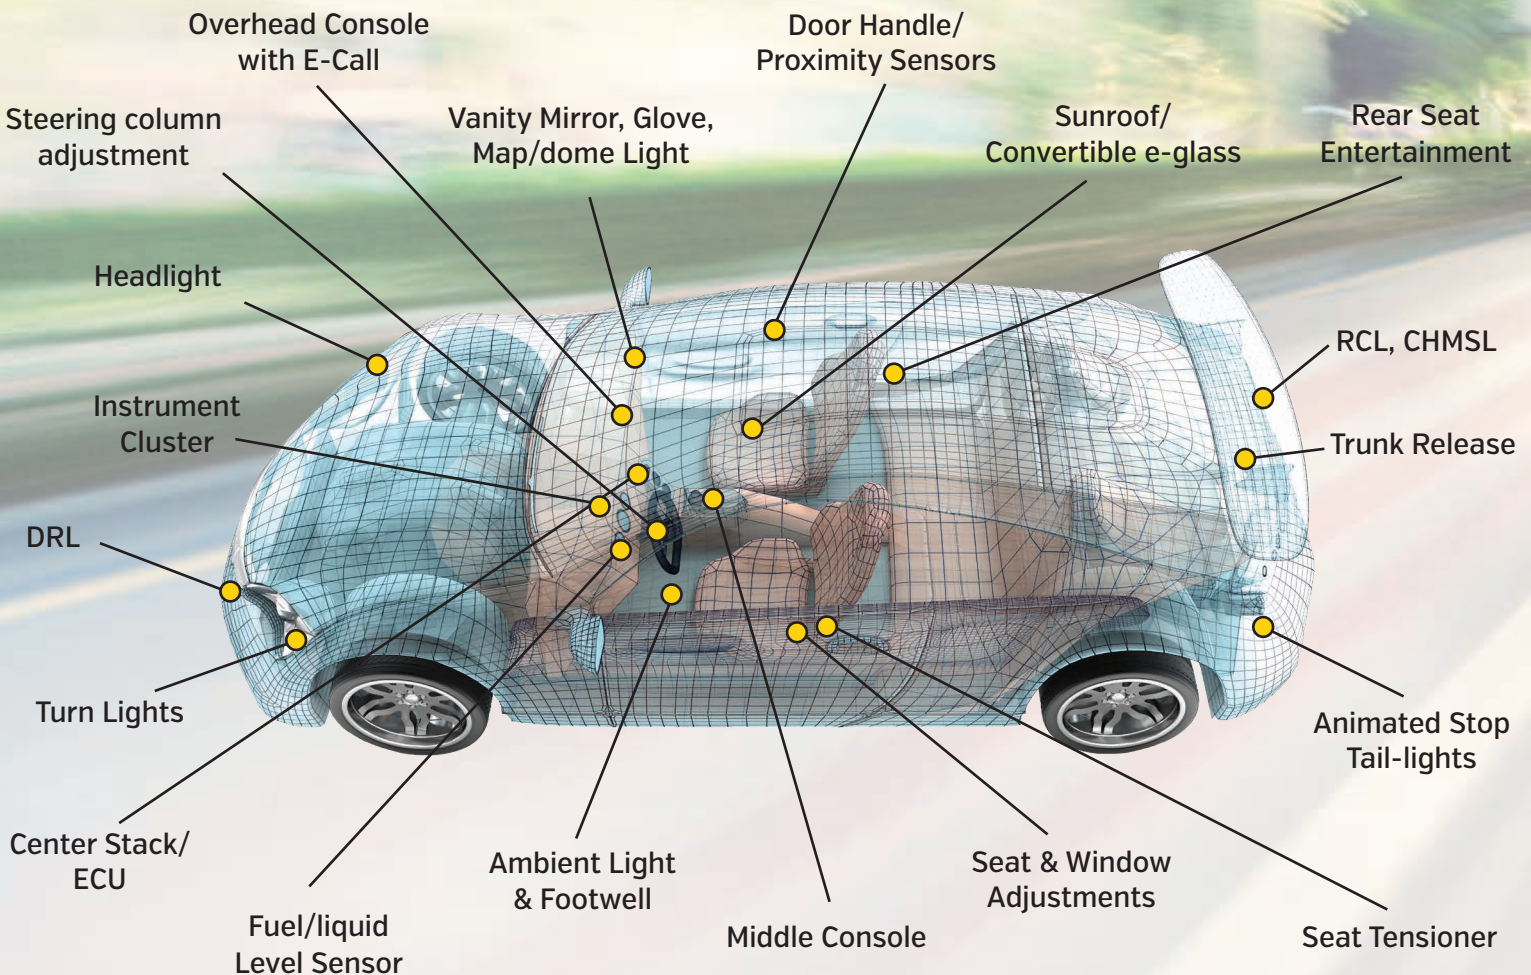 Overhead Console
with E-Call
Door Handle/
Proximity Sensors
Steering column
adjustment
Vanity Mirror, Glove,
Map/dome Light
Sunroof/
Convertible e-glass
Rear Seat
Entertainment
Headlight
RCL, CHMSL
Instrument
Cluster
Trunk Release
DRL
Turn Lights
Animated Stop
Tail-lights
Center Stack/
ECU
Ambient Light
& Footwell
Seat & Window
Adjustments
Fuel/liquid
Level Sensor
Middle Console
Seat Tensioner